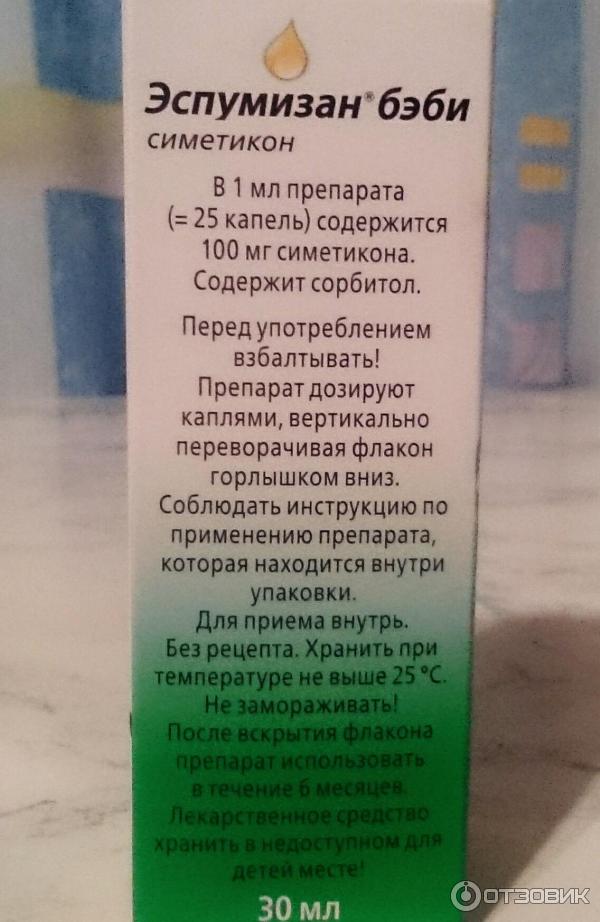 Эспумизан® бэби
симетикон
В 1 мл препарата
(= 25 капель) содержится
100 мг симетикона.
Содержит сорбитол.
Перед употреблением
взбалтывать!
Препарат дозируют
каплями, вертикально
переворачивая флакон
горлышком вниз.
Соблюдать инструкцию по
применению препарата,
которая находится внутри
упаковки.
Для приема внутрь.
Без рецепта. Хранить при
температуре не выше 25 °C.
Не замораживать!
После вскрытия флакона
препарат использовать
в течение 6 месяцев.
Лекарственное средство
хранить в недоступном для
детей месте!
30 мл
ОТЗОВИК